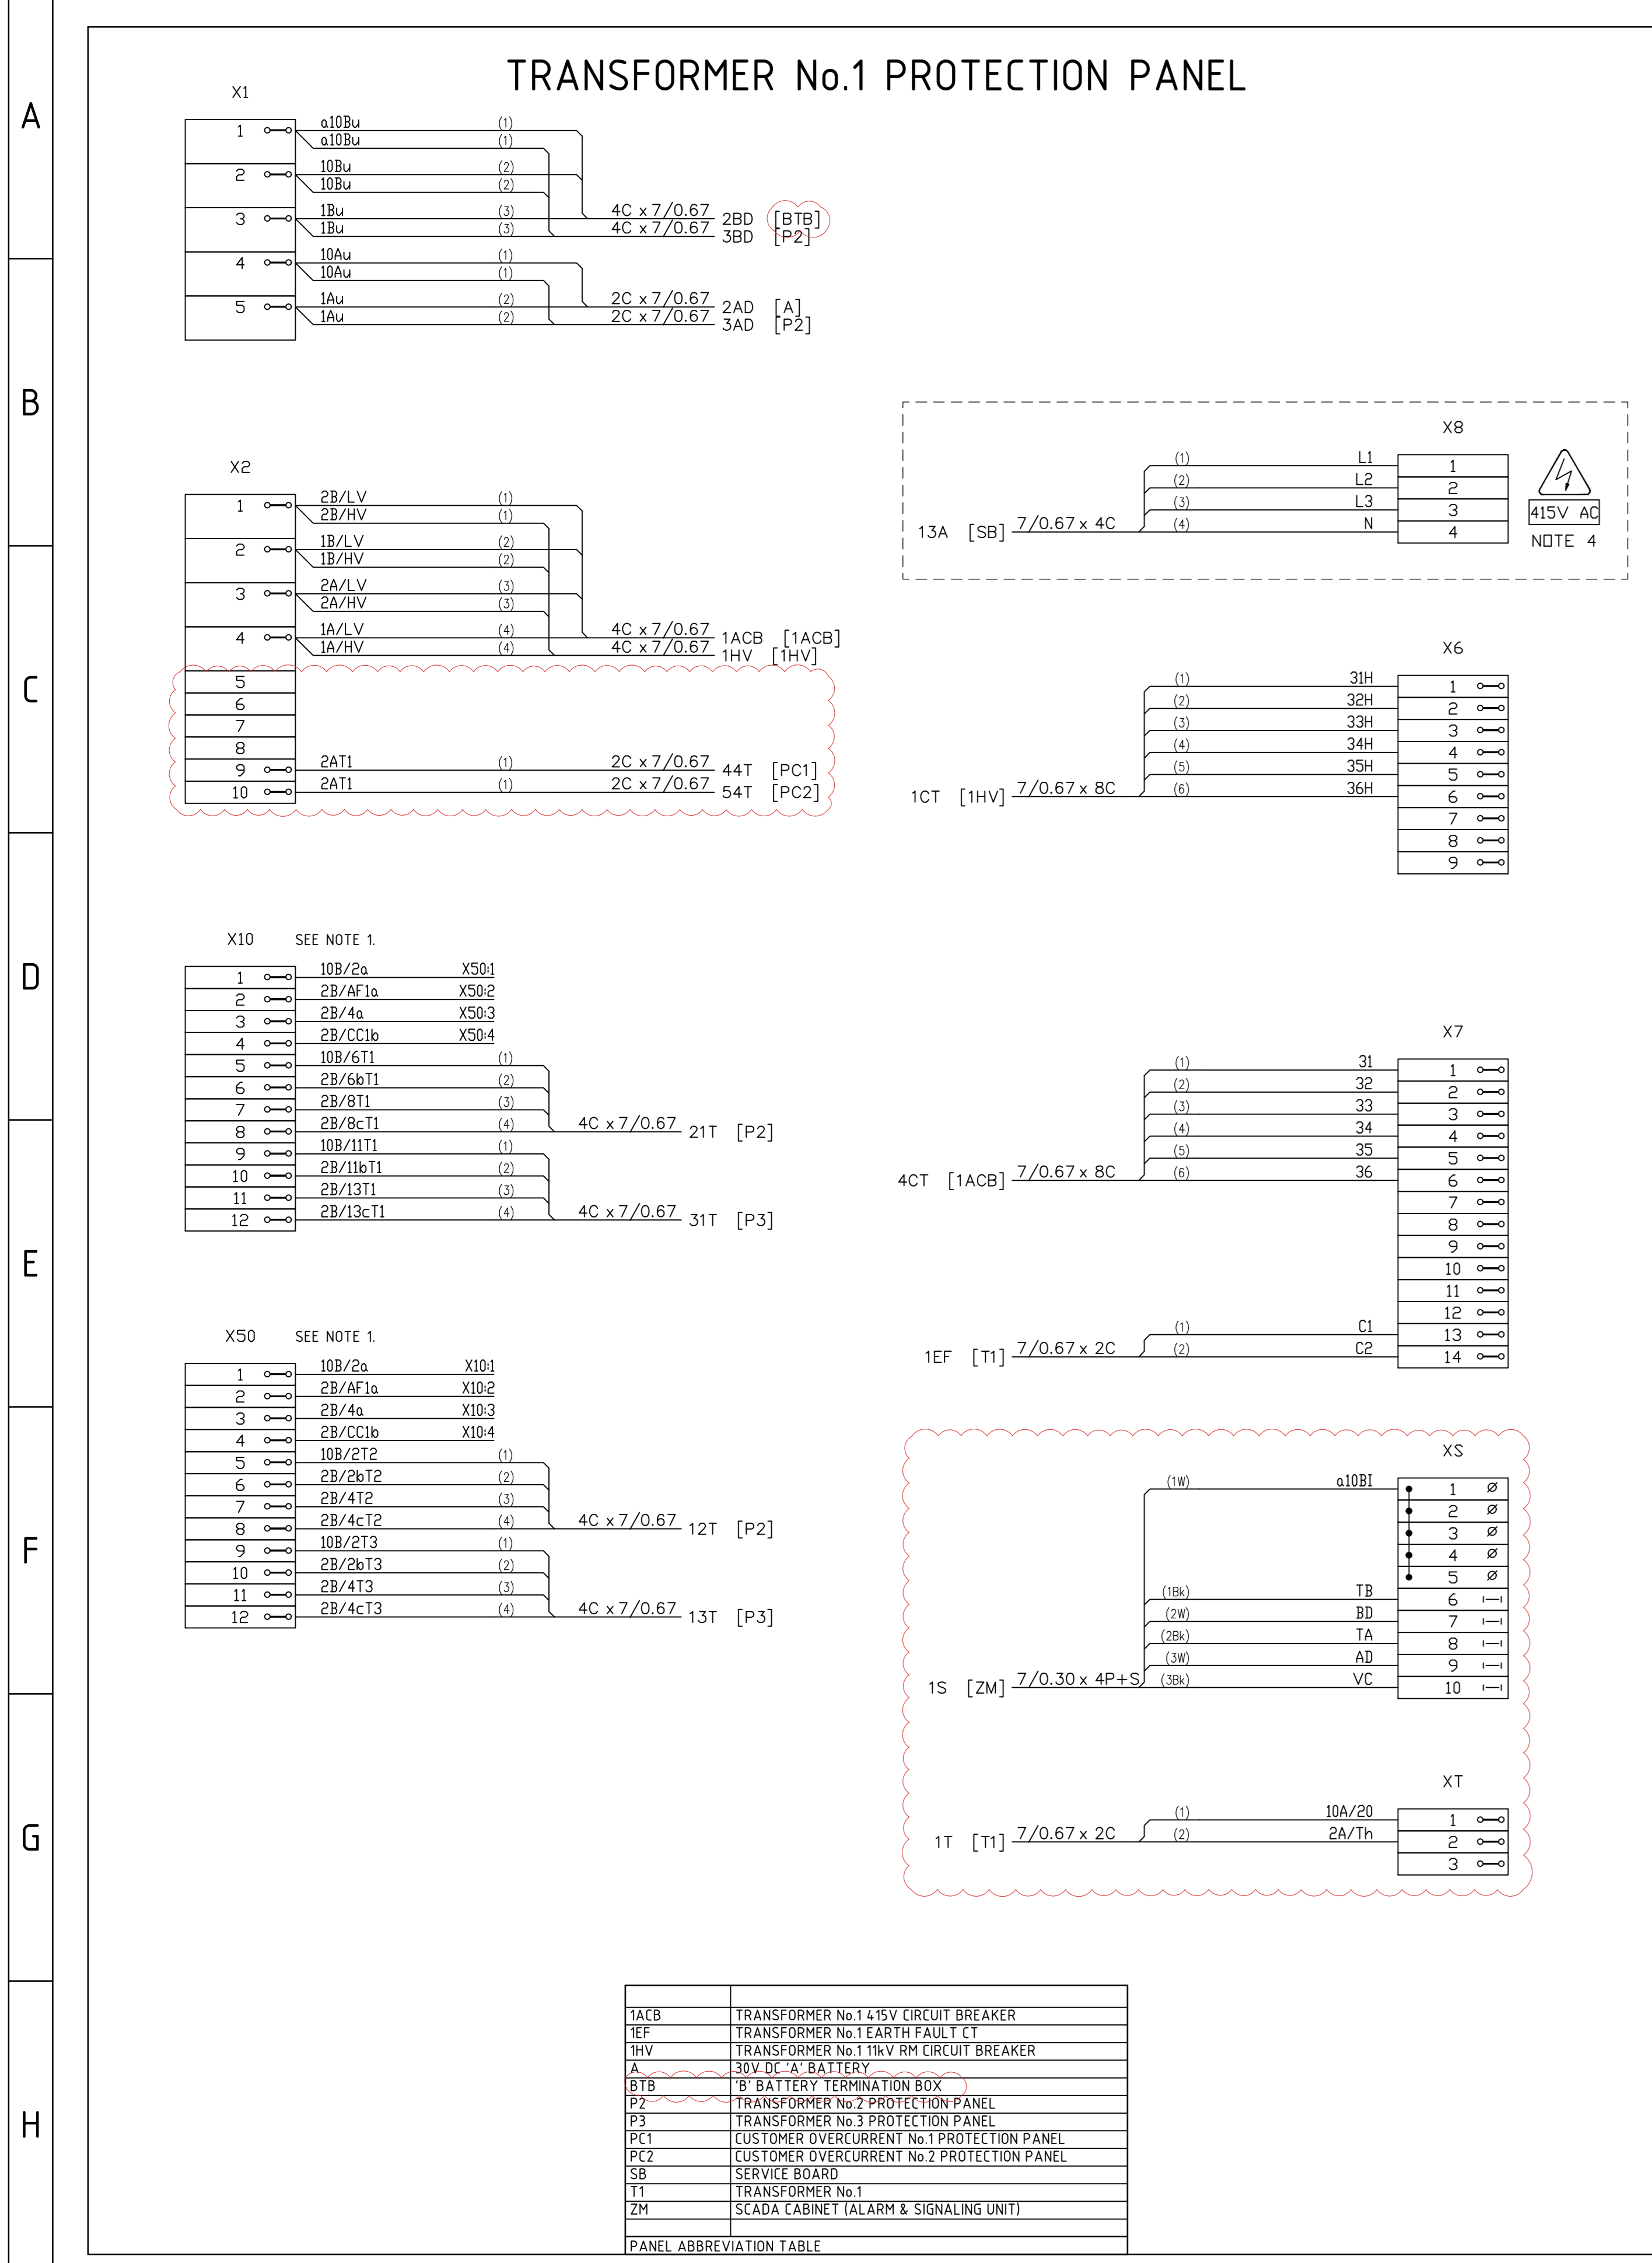 TRANSFORMER No.1 PROTECTION PANEL
A
B
C
D
E
F
G
H
X1
1 a10Bu (1)
a10Bu (1)
2 10Bu (2)
10Bu (2)
3 1Bu (3) 4C x 7/0.67 2BD [BTB]
1Bu (3) 4C x 7/0.67 3BD [P2]
4 10Au (1)
10Au (1)
5 1Au (2) 2C x 7/0.67 2AD [A]
1Au (2) 2C x 7/0.67 3AD [P2]
X2
1 2B/LV (1)
2B/HV (1)
2 1B/LV (2)
1B/HV (2)
3 2A/LV (3)
2A/HV (3)
4 1A/LV (4) 4C x 7/0.67 1ACB [1ACB]
1A/HV (4) 4C x 7/0.67 1HV [1HV]
5
6
7
8
9 2AT1 (1) 2C x 7/0.67 44T [PC1]
10 2AT1 (1) 2C x 7/0.67 54T [PC2]
X10 SEE NOTE 1.
1 10B/2a X50:1
2 2B/AF1a X50:2
3 2B/4a X50:3
4 2B/CC1b X50:4
5 10B/6T1 (1)
6 2B/6bT1 (2)
7 2B/8T1 (3)
8 2B/8cT1 (4) 4C x 7/0.67 21T [P2]
9 10B/11T1 (1)
10 2B/11bT1 (2)
11 2B/13T1 (3)
12 2B/13cT1 (4) 4C x 7/0.67 31T [P3]
X50 SEE NOTE 1.
1 10B/2a X10:1
2 2B/AF1a X10:2
3 2B/4a X10:3
4 2B/CC1b X10:4
5 10B/2T2 (1)
6 2B/2bT2 (2)
7 2B/4T2 (3)
8 2B/4cT2 (4) 4C x 7/0.67 12T [P2]
9 10B/2T3 (1)
10 2B/2bT3 (2)
11 2B/4T3 (3)
12 2B/4cT3 (4) 4C x 7/0.67 13T [P3]
X8
(1) L1 1
(2) L2 2
(3) L3 3
13A [SB] 7/0.67 x 4C (4) N 4
415V AC
NOTE 4
X6
(1) 31H 1
(2) 32H 2
(3) 33H 3
(4) 34H 4
(5) 35H 5
1CT [1HV] 7/0.67 x 8C (6) 36H 6
7
8
9
X7
(1) 31 1
(2) 32 2
(3) 33 3
(4) 34 4
(5) 35 5
4CT [1ACB] 7/0.67 x 8C (6) 36 6
7
8
9
10
11
12
(1) C1 13
1EF [T1] 7/0.67 x 2C (2) C2 14
XS
(1W) a10BI 1
2
3
4
5
(1Bk) TB 6
(2W) BD 7
(2Bk) TA 8
(3W) AD 9
1S [ZM] 7/0.30 x 4P+S (3Bk) VC 10
XT
(1) 10A/20 1
1T [T1] 7/0.67 x 2C (2) 2A/Th 2
3
1ACB TRANSFORMER No.1 415V CIRCUIT BREAKER
1EF TRANSFORMER No.1 EARTH FAULT CT
1HV TRANSFORMER No.1 11kV RM CIRCUIT BREAKER
A 30V DC 'A' BATTERY
BTB 'B' BATTERY TERMINATION BOX
P2 TRANSFORMER No.2 PROTECTION PANEL
P3 TRANSFORMER No.3 PROTECTION PANEL
PC1 CUSTOMER OVERCURRENT No.1 PROTECTION PANEL
PC2 CUSTOMER OVERCURRENT No.2 PROTECTION PANEL
SB SERVICE BOARD
T1 TRANSFORMER No.1
ZM SCADA CABINET (ALARM & SIGNALING UNIT)
PANEL ABBREVIATION TABLE